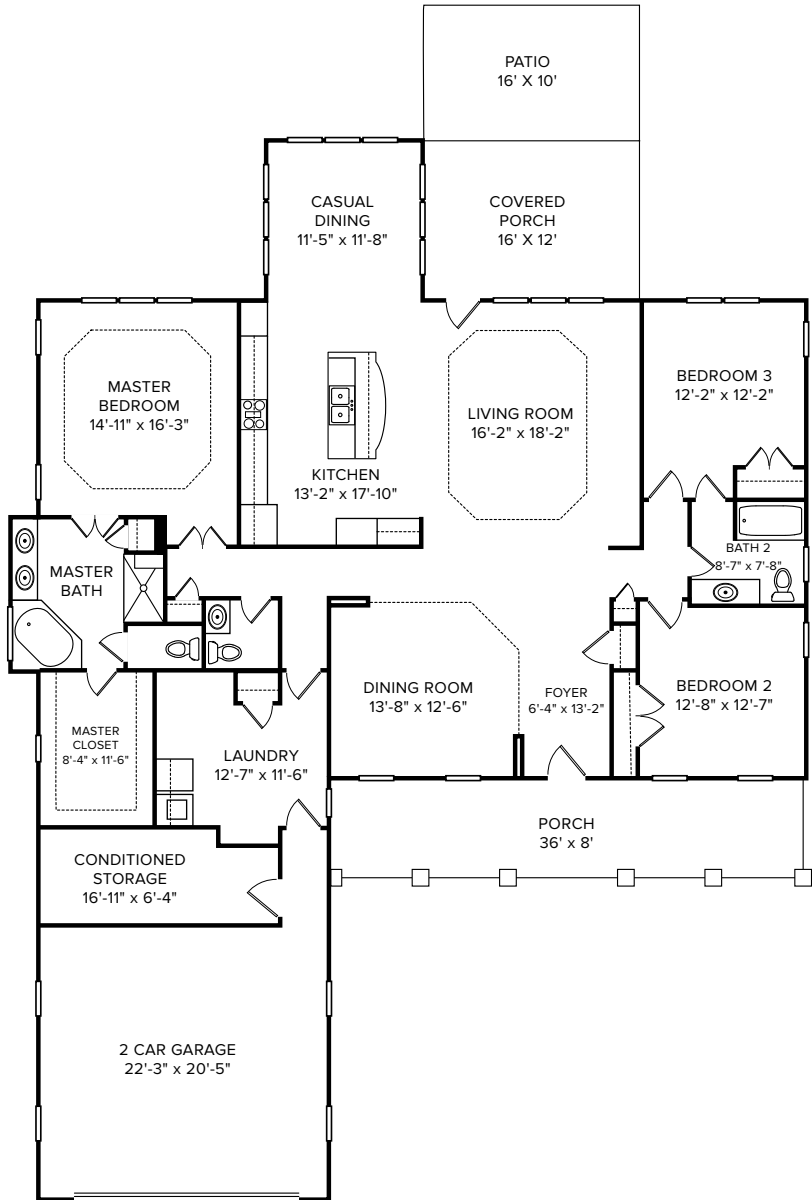 PATIO
16' X 10'
CASUAL
DINING
11'-5" x 11'-8"
COVERED
PORCH
16' X 12'
MASTER
BEDROOM
14'-11" x 16'-3"
KITCHEN
13'-2" x 17'-10"
LIVING ROOM
16'-2" x 18'-2"
BEDROOM 3
12'-2" x 12'-2"
MASTER
BATH
BATH 2
8'-7" x 7'-8"
MASTER
CLOSET
8'-4" x 11'-6"
LAUNDRY
12'-7" x 11'-6"
DINING ROOM
13'-8" x 12'-6"
FOYER
6'-4" x 13'-2"
BEDROOM 2
12'-8" x 12'-7"
PORCH
36' x 8'
CONDITIONED
STORAGE
16'-11" x 6'-4"
2 CAR GARAGE
22'-3" x 20'-5"